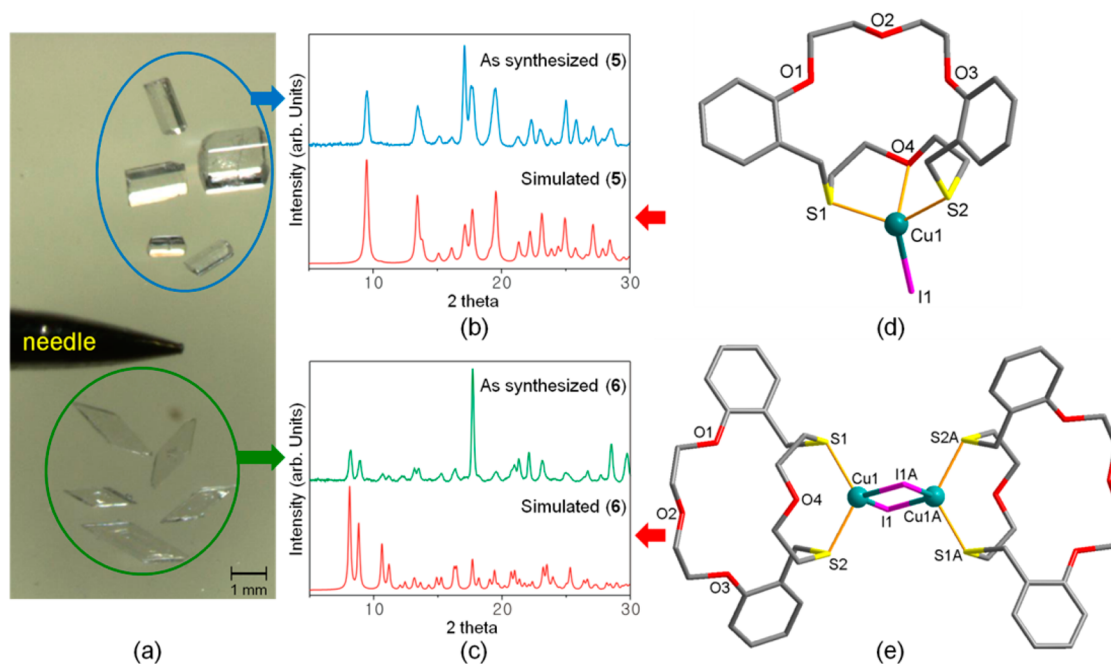 needle
1 mm
(a)
Intensity (arb. Units)
As synthesized (5)
Simulated (5)
10
20
30
2 theta
(b)
Intensity (arb. Units)
As synthesized (6)
Simulated (6)
10
20
30
2 theta
(c)
O2
O1
O3
O4
S1
S2
Cu1
I1
(d)
O1
S1
S2A
Cu1
I1A
O2
O4
I1
Cu1A
S2
S1A
O3
(e)